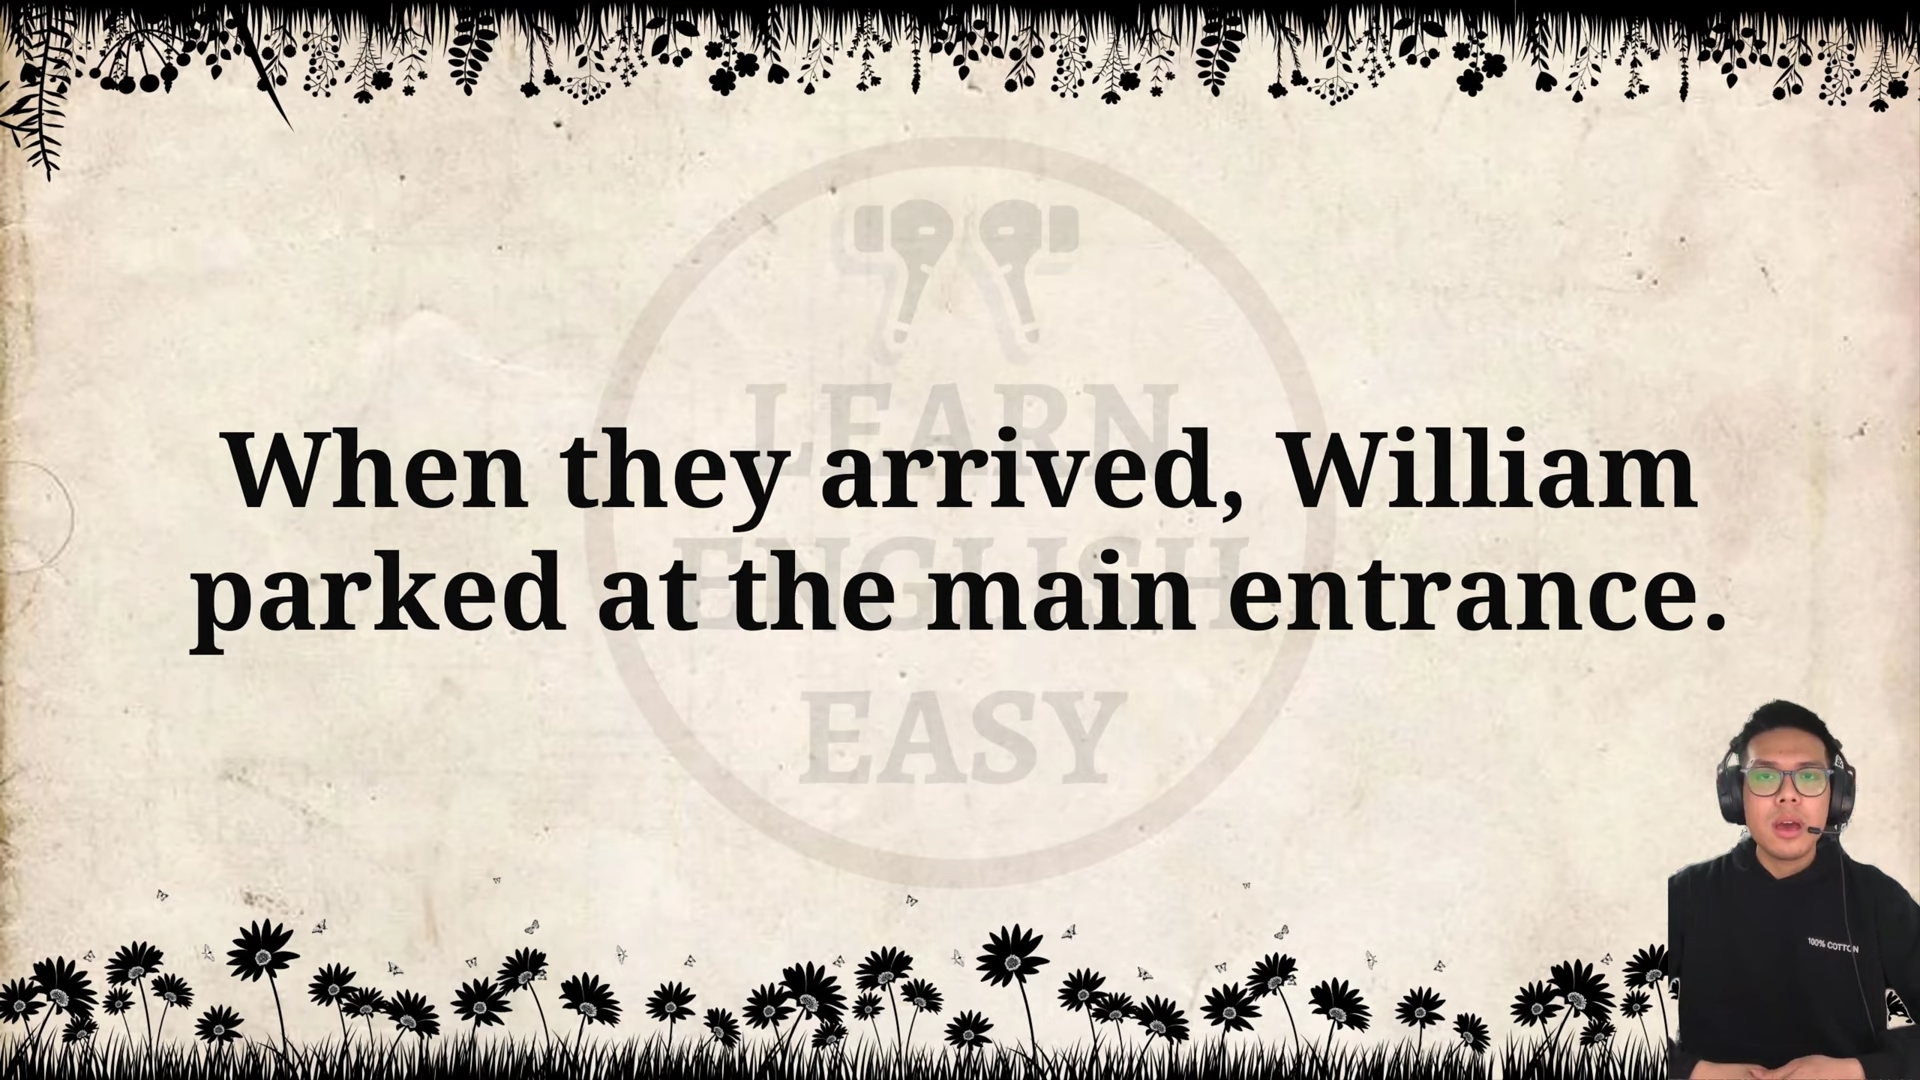 LEARN
When they arrived, William
ENGLISH
parked at the main entrance.
EASY
100% COTTON